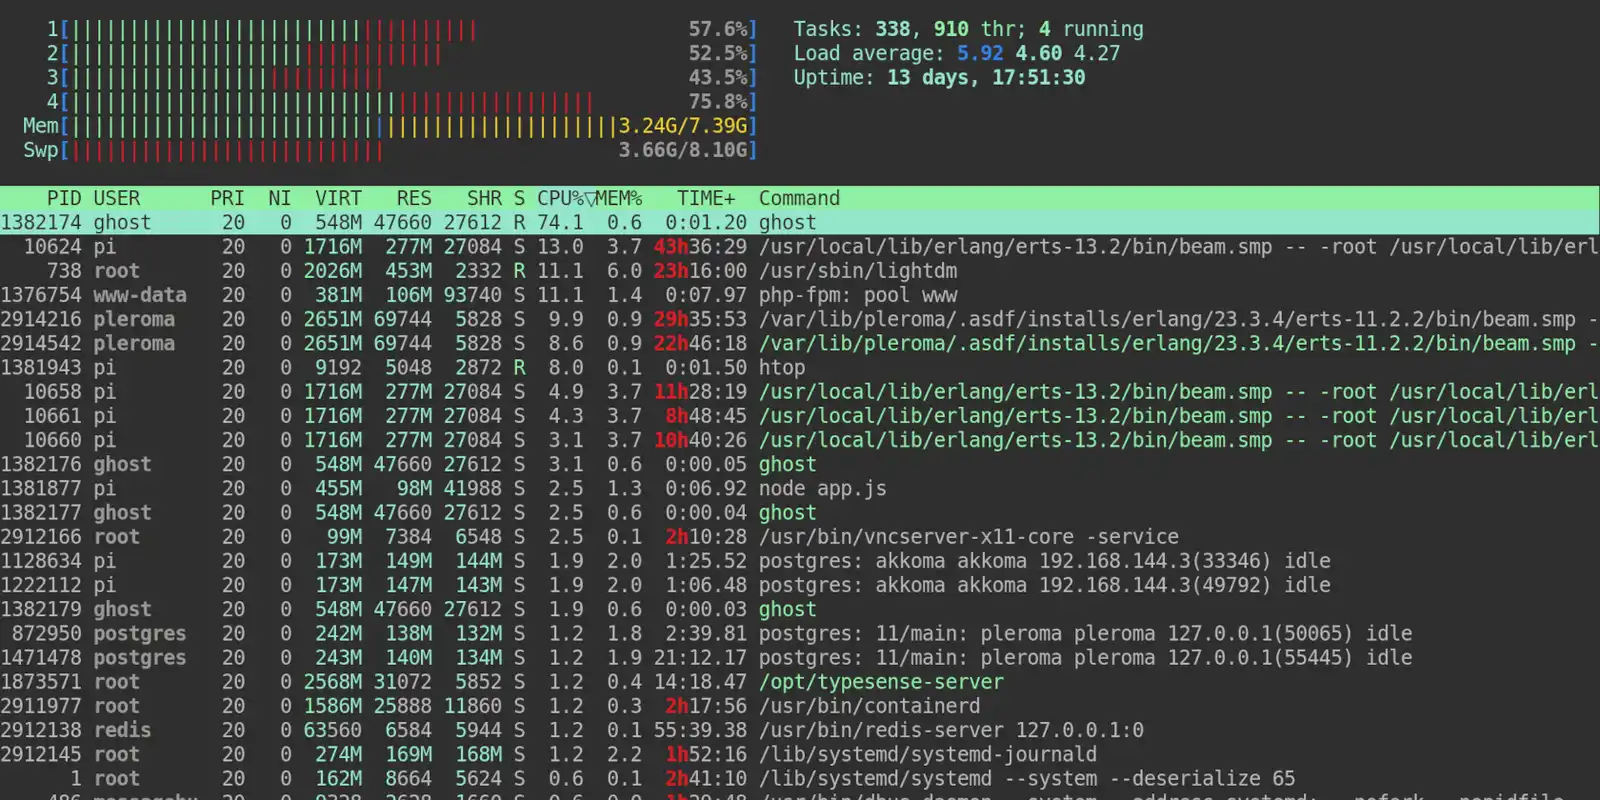 1[||||||||||||||||||||||||||||||||||| 57.6%] Tasks: 338, 910 thr; 4 running
2[|||||||||||||||||||||||||||||||| 52.5%] Load average: 5.92 4.60 4.27
3[||||||||||||||||||||||||||| 43.5%] Uptime: 13 days, 17:51:30
4[||||||||||||||||||||||||||||||||||||||||||||| 75.8%]
Mem[|||||||||||||||||||||||||||||||||||||||||||||||3.24G/7.39G]
Swp[||||||||||||||||||||||||||| 3.66G/8.10G]
PID USER PRI NI VIRT RES SHR S CPU%▽MEM% TIME+ Command
1382174 ghost 20 0 548M 47660 27612 R 74.1 0.6 0:01.20 ghost
10624 pi 20 0 1716M 277M 27084 S 13.0 3.7 43h36:29 /usr/local/lib/erlang/erts-13.2/bin/beam.smp -- -root /usr/local/lib/erl
738 root 20 0 2026M 453M 2332 R 11.1 6.0 23h16:00 /usr/sbin/lightdm
1376754 www-data 20 0 381M 106M 93740 S 11.1 1.4 0:07.97 php-fpm: pool www
2914216 pleroma 20 0 2651M 69744 5828 S 9.9 0.9 29h35:53 /var/lib/pleroma/.asdf/installs/erlang/23.3.4/erts-11.2.2/bin/beam.smp -
2914542 pleroma 20 0 2651M 69744 5828 S 8.6 0.9 22h46:18 /var/lib/pleroma/.asdf/installs/erlang/23.3.4/erts-11.2.2/bin/beam.smp -
1381943 pi 20 0 9192 5048 2872 R 8.0 0.1 0:01.50 htop
10658 pi 20 0 1716M 277M 27084 S 4.9 3.7 11h28:19 /usr/local/lib/erlang/erts-13.2/bin/beam.smp -- -root /usr/local/lib/erl
10661 pi 20 0 1716M 277M 27084 S 4.3 3.7 8h48:45 /usr/local/lib/erlang/erts-13.2/bin/beam.smp -- -root /usr/local/lib/erl
10660 pi 20 0 1716M 277M 27084 S 3.1 3.7 10h40:26 /usr/local/lib/erlang/erts-13.2/bin/beam.smp -- -root /usr/local/lib/erl
1382176 ghost 20 0 548M 47660 27612 S 3.1 0.6 0:00.05 ghost
1381877 pi 20 0 455M 98M 41988 S 2.5 1.3 0:06.92 node app.js
1382177 ghost 20 0 548M 47660 27612 S 2.5 0.6 0:00.04 ghost
2912166 root 20 0 99M 7384 6548 S 2.5 0.1 2h10:28 /usr/bin/vncserver-x11-core -service
1128634 pi 20 0 173M 149M 144M S 1.9 2.0 1:25.52 postgres: akkoma akkoma 192.168.144.3(33346) idle
1222112 pi 20 0 173M 147M 143M S 1.9 2.0 1:06.48 postgres: akkoma akkoma 192.168.144.3(49792) idle
1382179 ghost 20 0 548M 47660 27612 S 1.9 0.6 0:00.03 ghost
872950 postgres 20 0 242M 138M 132M S 1.2 1.8 2:39.81 postgres: 11/main: pleroma pleroma 127.0.0.1(50065) idle
1471478 postgres 20 0 243M 140M 134M S 1.2 1.9 21:12.17 postgres: 11/main: pleroma pleroma 127.0.0.1(55445) idle
1873571 root 20 0 2568M 31072 5852 S 1.2 0.4 14:18.47 /opt/typesense-server
2911977 root 20 0 1586M 25888 11860 S 1.2 0.3 2h17:56 /usr/bin/containerd
2912138 redis 20 0 63560 6584 5944 S 1.2 0.1 55:39.38 /usr/bin/redis-server 127.0.0.1:0
2912145 root 20 0 274M 169M 168M S 1.2 2.2 1h52:16 /lib/systemd/systemd-journald
1 root 20 0 162M 8664 5624 S 0.6 0.1 2h41:10 /lib/systemd/systemd --system --deserialize 65